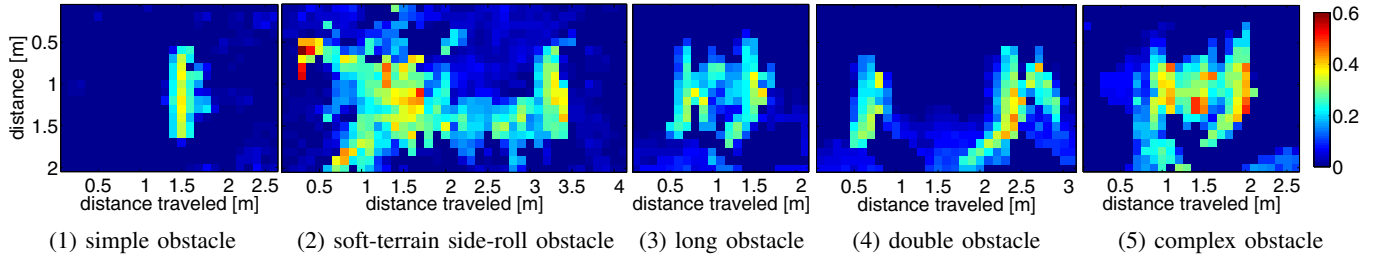 distance [m]
0.5
1
1.5
2
0.5 1 1.5 2 2.5
distance traveled [m]
0.5 1 1.5 2 2.5 3 3.5 4
distance traveled [m]
0.5 1 1.5 2
distance traveled [m]
0.5 1 1.5 2 2.5 3
distance traveled [m]
0.5 1 1.5 2 2.5
distance traveled [m]
0.6
0.4
0.2
0
(1) simple obstacle
(2) soft-terrain side-roll obstacle
(3) long obstacle
(4) double obstacle
(5) complex obstacle